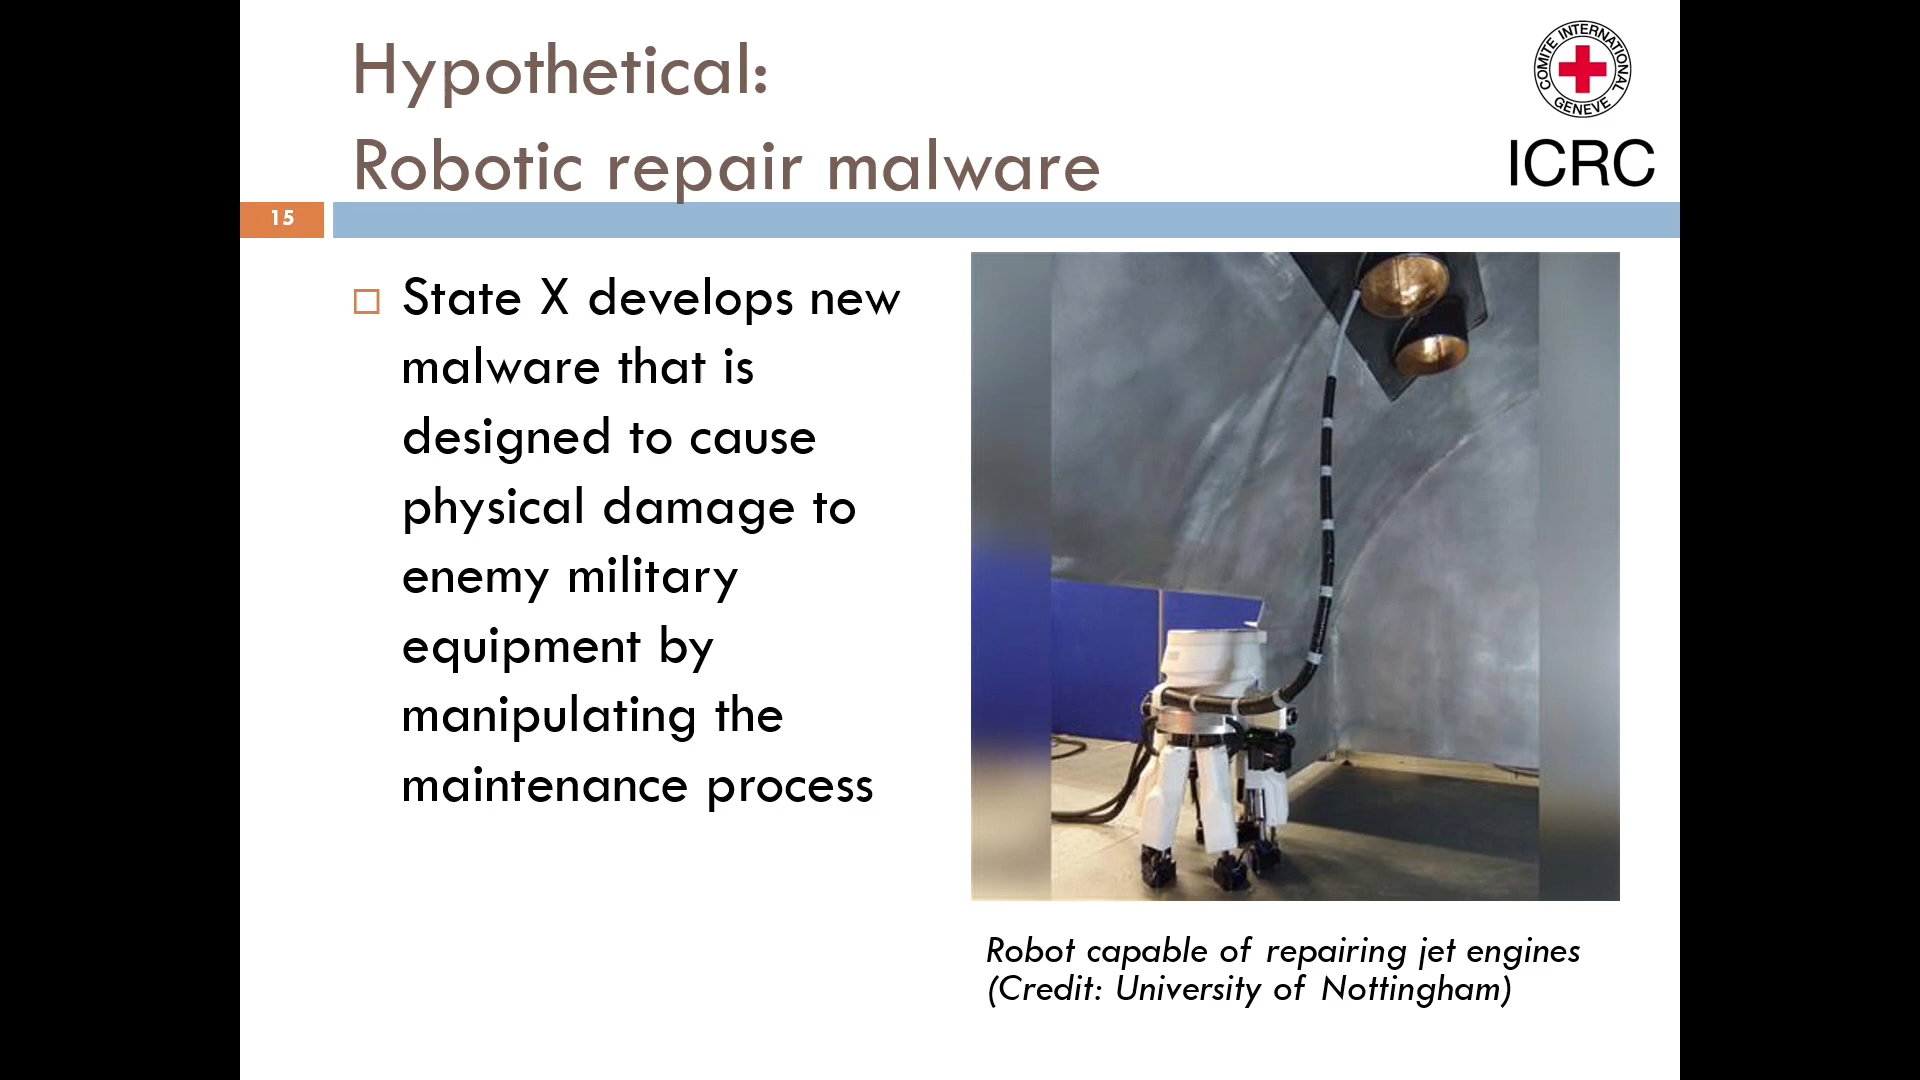 Hypothetical:
Robotic repair malware
COMITE INTERNATIONAL GENEVE
ICRC
15
State X develops new
malware that is
designed to cause
physical damage to
enemy military
equipment by
manipulating the
maintenance process
Robot capable of repairing jet engines
(Credit: University of Nottingham)